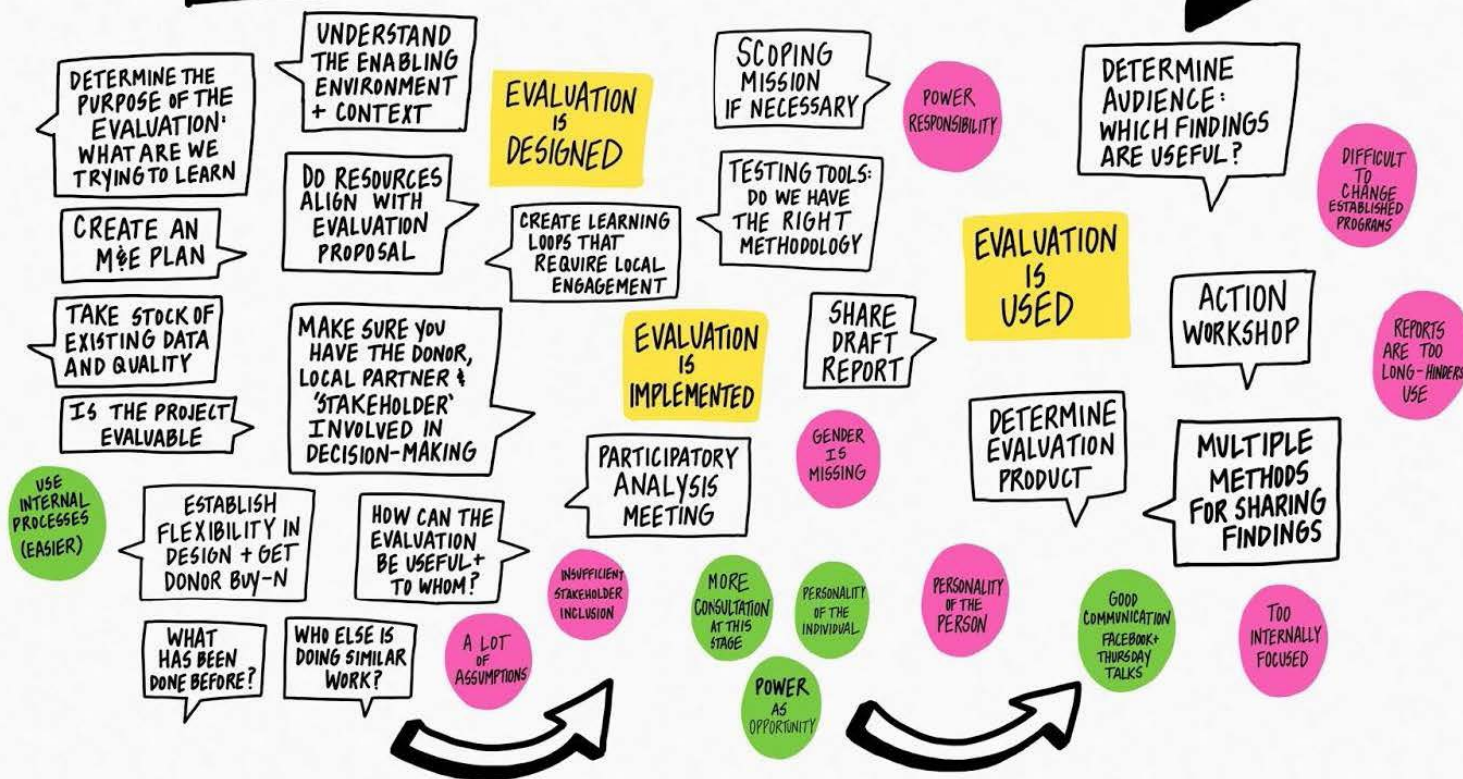 DETERMINE THE
PURPOSE OF THE
EVALUATION:
WHAT ARE WE
TRYING TO LEARN
UNDERSTAND
THE ENABLING
ENVIRONMENT
+ CONTEXT
EVALUATION
IS
DESIGNED
CREATE AN
M&E PLAN
DO RESOURCES
ALIGN WITH
EVALUATION
PROPOSAL
CREATE LEARNING
LOOPS THAT
REQUIRE LOCAL
ENGAGEMENT
TAKE STOCK OF
EXISTING DATA
AND QUALITY
MAKE SURE YOU
HAVE THE DONOR,
LOCAL PARTNER &
'STAKEHOLDER'
INVOLVED IN
DECISION-MAKING
IS THE PROJECT
EVALUABLE
USE
INTERNAL
PROCESSES
(EASIER)
ESTABLISH
FLEXIBILITY IN
DESIGN + GET
DONOR BUY-N
HOW CAN THE
EVALUATION
BE USEFUL +
TO WHOM?
WHAT
HAS BEEN
DONE BEFORE?
WHO ELSE IS
DOING SIMILAR
WORK?
A LOT
OF
ASSUMPTIONS
INSUFFICIENT
STAKEHOLDER
INCLUSION
SCOPING
MISSION
IF NECESSARY
POWER
RESPONSIBILITY
TESTING TOOLS:
DO WE HAVE
THE RIGHT
METHODOLOGY
EVALUATION
IS
IMPLEMENTED
SHARE
DRAFT
REPORT
PARTICIPATORY
ANALYSIS
MEETING
GENDER
IS
MISSING
MORE
CONSULTATION
AT THIS
STAGE
PERSONALITY
OF THE
INDIVIDUAL
POWER
AS
OPPORTUNITY
PERSONALITY
OF THE
PERSON
DETERMINE
AUDIENCE:
WHICH FINDINGS
ARE USEFUL?
DIFFICULT
TO
CHANGE
ESTABLISHED
PROGRAMS
EVALUATION
IS
USED
ACTION
WORKSHOP
REPORTS
ARE TOO
LONG-HINDERS
USE
DETERMINE
EVALUATION
PRODUCT
MULTIPLE
METHODS
FOR SHARING
FINDINGS
GOOD
COMMUNICATION
FACEBOOK+
THURSDAY
TALKS
TOO
INTERNALLY
FOCUSED